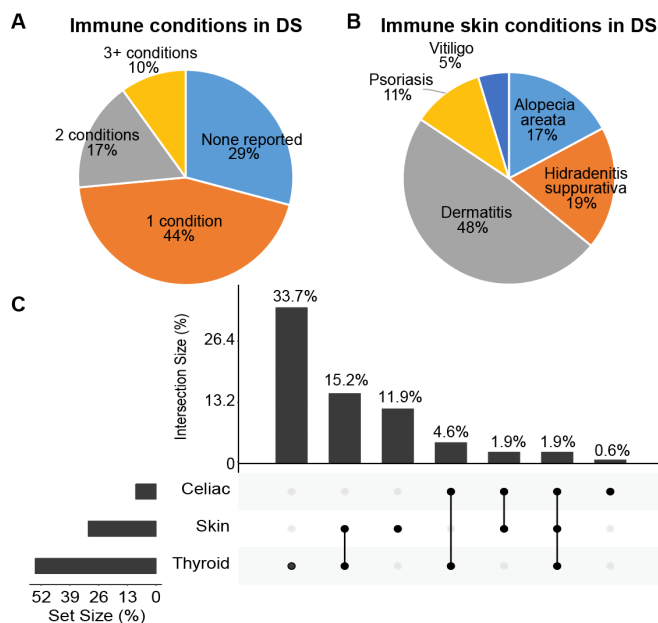 A
Immune conditions in DS
3+ conditions
10%
2 conditions
17%
None reported
29%
1 condition
44%
B
Immune skin conditions in DS
Vitiligo
5%
Psoriasis
11%
Alopecia
areata
17%
Hidradenitis
suppurativa
19%
Dermatitis
48%
C
Intersection Size (%)
26.4
13.2
0
33.7%
15.2%
11.9%
4.6%
1.9%
1.9%
0.6%
Celiac
Skin
Thyroid
52 39 26 13 0
Set Size (%)